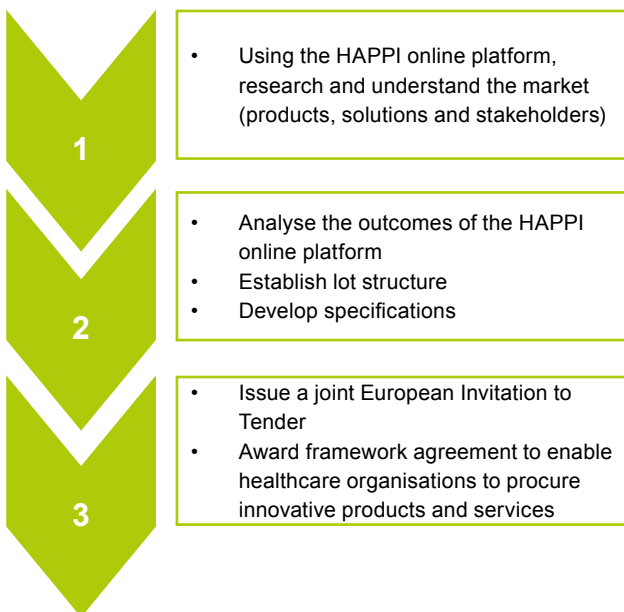 1
• Using the HAPPI online platform,
research and understand the market
(products, solutions and stakeholders)
2
• Analyse the outcomes of the HAPPI
online platform
• Establish lot structure
• Develop specifications
3
• Issue a joint European Invitation to
Tender
• Award framework agreement to enable
healthcare organisations to procure
innovative products and services